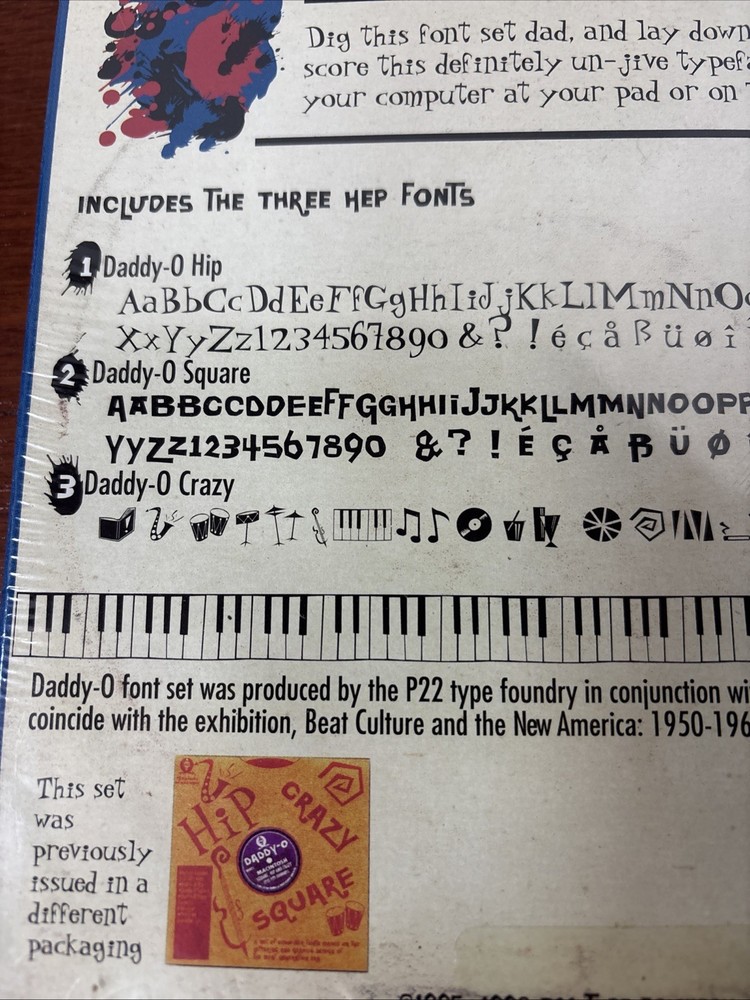 Dig this font set dad, and lay down
score this definitely un-jive typefa
your computer at your pad or on
INCLUDES THE THREE HEP FONTS
1 Daddy-O Hip
AaBbCcDdEeFfGgHhIiJjKkLlMmNnO
XxYyZz1234567890 &?!éçåßüøî
2 Daddy-O Square
AABBCCDDEEFFGGHHIiJJKKLLMMNNOOPP
YYZZ1234567890 &?!ÉÇÅßÜØ
3 Daddy-O Crazy
Daddy-O font set was produced by the P22 type foundry in conjunction wi
coincide with the exhibition, Beat Culture and the New America: 1950-196
This set
was
previously
issued in a
different
packaging
HiP
CRAZY
DADDY-O
MACINTOSH
SQUARE